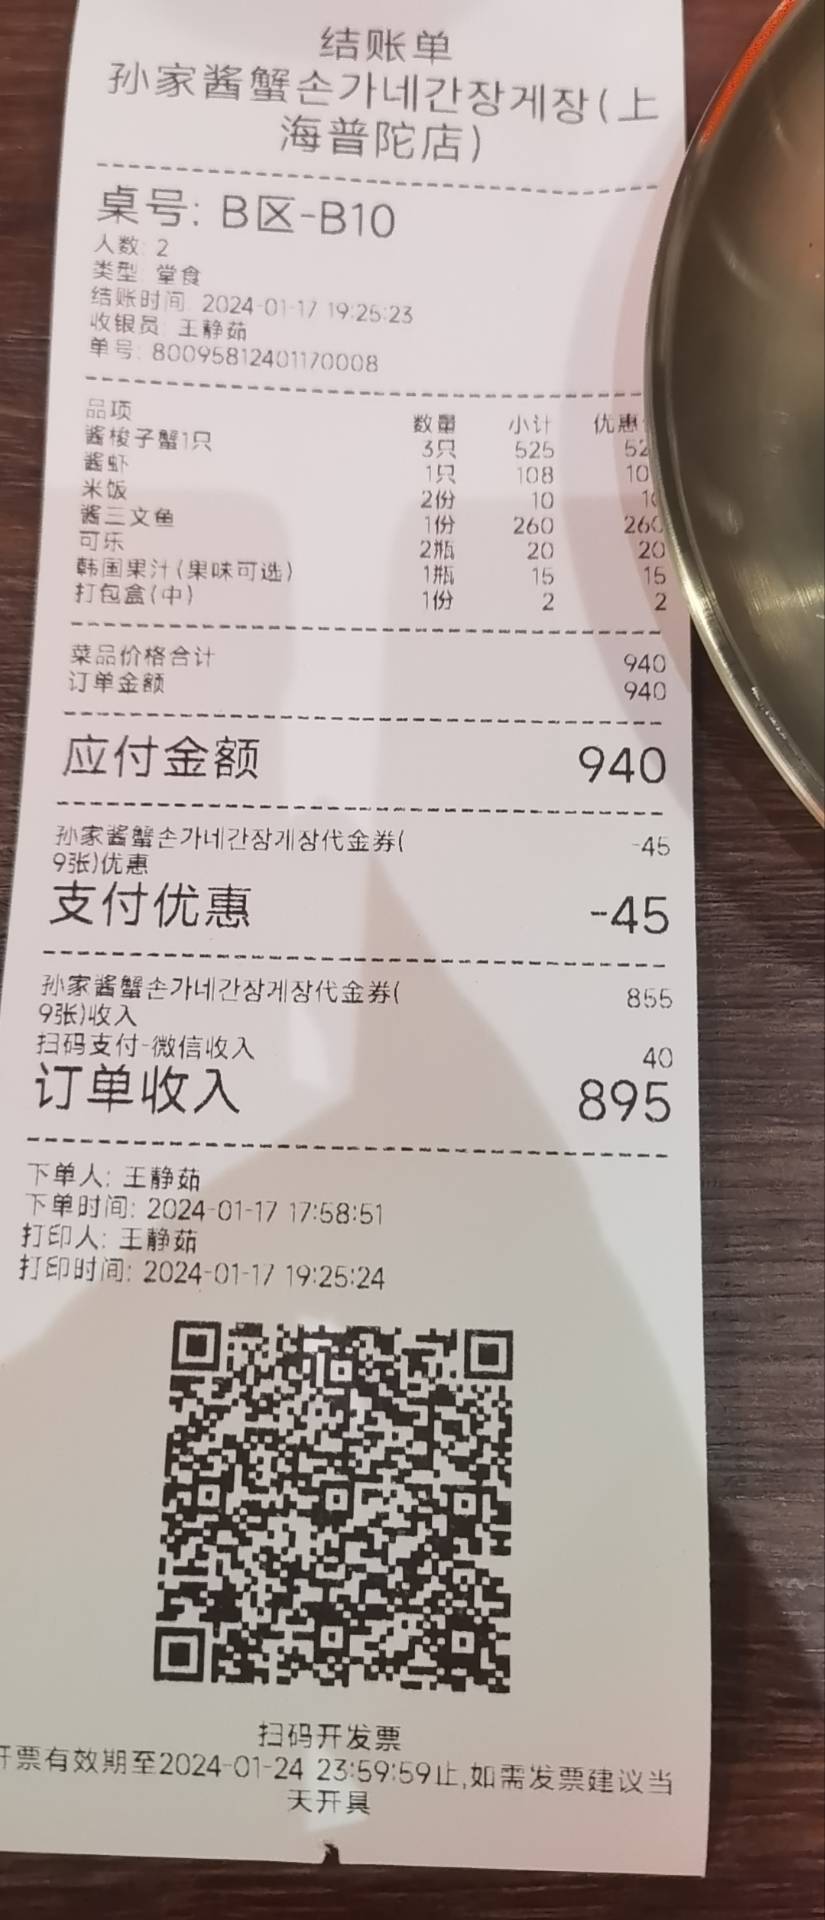 结账单
孙家酱蟹손가네간장게장(上
海普陀店)
桌号: B区-B10
人数: 2
类型: 堂食
结账时间: 2024-01-17 19:25:23
收银员: 王静茹
单号: 80095812401170008
品项 数量 小计 优惠
酱梭子蟹1只 3只 525 52
酱虾 1只 108 10
米饭 2份 10 1
酱三文鱼 1份 260 260
可乐 2瓶 20 20
韩国果汁(果味可选) 1瓶 15 15
打包盒(中) 1份 2 2
菜品价格合计 940
订单金额 940
应付金额 940
孙家酱蟹손가네간장게장代金券( -45
9张)优惠
支付优惠 -45
孙家酱蟹손가네간장게장代金券( 855
9张)收入
扫码支付-微信收入 40
订单收入 895
下单人: 王静茹
下单时间: 2024-01-17 17:58:51
打印人: 王静茹
打印时间: 2024-01-17 19:25:24
扫码开发票
开票有效期至2024-01-24 23:59:59止,如需发票建议当
天开具